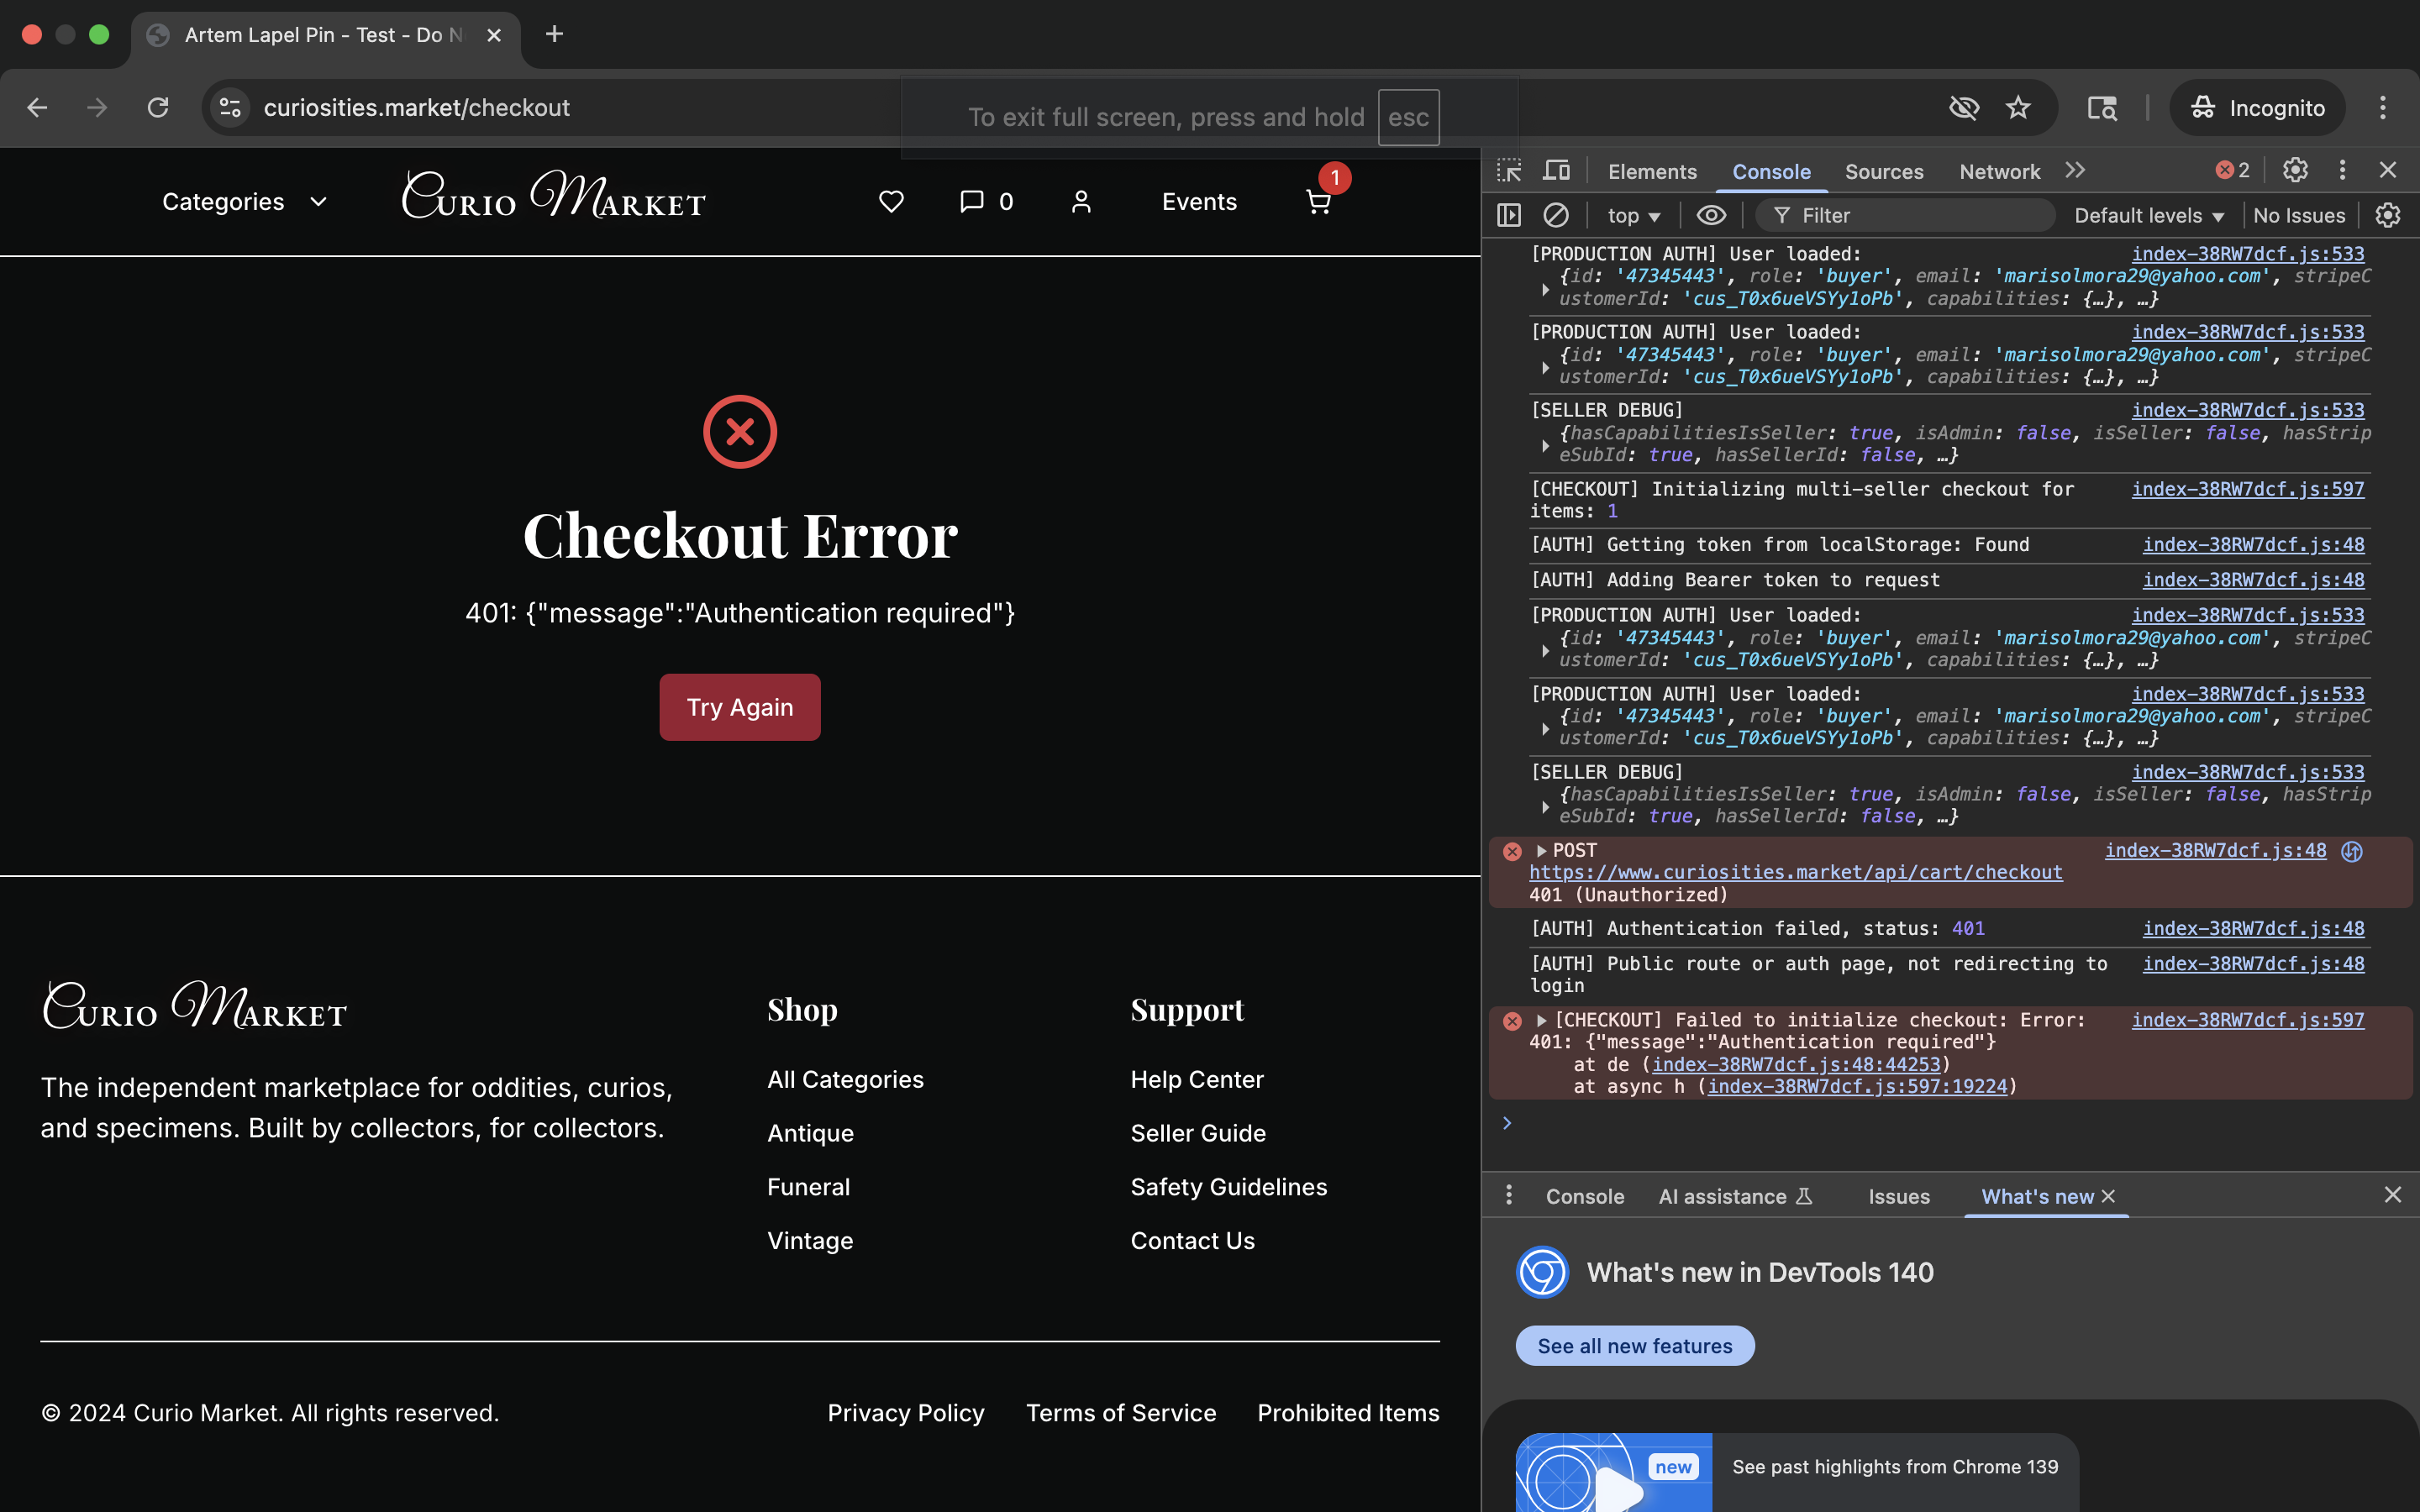 Artem Lapel Pin - Test - Do N
curiosities.market/checkout
To exit full screen, press and hold esc
Incognito
Categories
Curio Market
0
Events
1
Checkout Error
401: {"message":"Authentication required"}
Try Again
Curio Market
The independent marketplace for oddities, curios,
and specimens. Built by collectors, for collectors.
Shop
All Categories
Antique
Funeral
Vintage
Support
Help Center
Seller Guide
Safety Guidelines
Contact Us
© 2024 Curio Market. All rights reserved.
Privacy Policy
Terms of Service
Prohibited Items
Elements
Console
Sources
Network
2
top
Filter
Default levels
No Issues
[PRODUCTION AUTH] User loaded: index-38RW7dcf.js:533
{id: '47345443', role: 'buyer', email: 'marisolmora29@yahoo.com', stripeC
ustomerId: 'cus_T0x6ueVSYy1oPb', capabilities: {…}, …}
[PRODUCTION AUTH] User loaded: index-38RW7dcf.js:533
{id: '47345443', role: 'buyer', email: 'marisolmora29@yahoo.com', stripeC
ustomerId: 'cus_T0x6ueVSYy1oPb', capabilities: {…}, …}
[SELLER DEBUG] index-38RW7dcf.js:533
{hasCapabilitiesIsSeller: true, isAdmin: false, isSeller: false, hasStrip
eSubId: true, hasSellerId: false, …}
[CHECKOUT] Initializing multi-seller checkout for index-38RW7dcf.js:597
items: 1
[AUTH] Getting token from localStorage: Found index-38RW7dcf.js:48
[AUTH] Adding Bearer token to request index-38RW7dcf.js:48
[PRODUCTION AUTH] User loaded: index-38RW7dcf.js:533
{id: '47345443', role: 'buyer', email: 'marisolmora29@yahoo.com', stripeC
ustomerId: 'cus_T0x6ueVSYy1oPb', capabilities: {…}, …}
[PRODUCTION AUTH] User loaded: index-38RW7dcf.js:533
{id: '47345443', role: 'buyer', email: 'marisolmora29@yahoo.com', stripeC
ustomerId: 'cus_T0x6ueVSYy1oPb', capabilities: {…}, …}
[SELLER DEBUG] index-38RW7dcf.js:533
{hasCapabilitiesIsSeller: true, isAdmin: false, isSeller: false, hasStrip
eSubId: true, hasSellerId: false, …}
POST index-38RW7dcf.js:48
https://www.curiosities.market/api/cart/checkout
401 (Unauthorized)
[AUTH] Authentication failed, status: 401 index-38RW7dcf.js:48
[AUTH] Public route or auth page, not redirecting to index-38RW7dcf.js:48
login
[CHECKOUT] Failed to initialize checkout: Error: index-38RW7dcf.js:597
401: {"message":"Authentication required"}
at de (index-38RW7dcf.js:48:44253)
at async h (index-38RW7dcf.js:597:19224)
Console
AI assistance
Issues
What's new
What's new in DevTools 140
See all new features
new
See past highlights from Chrome 139